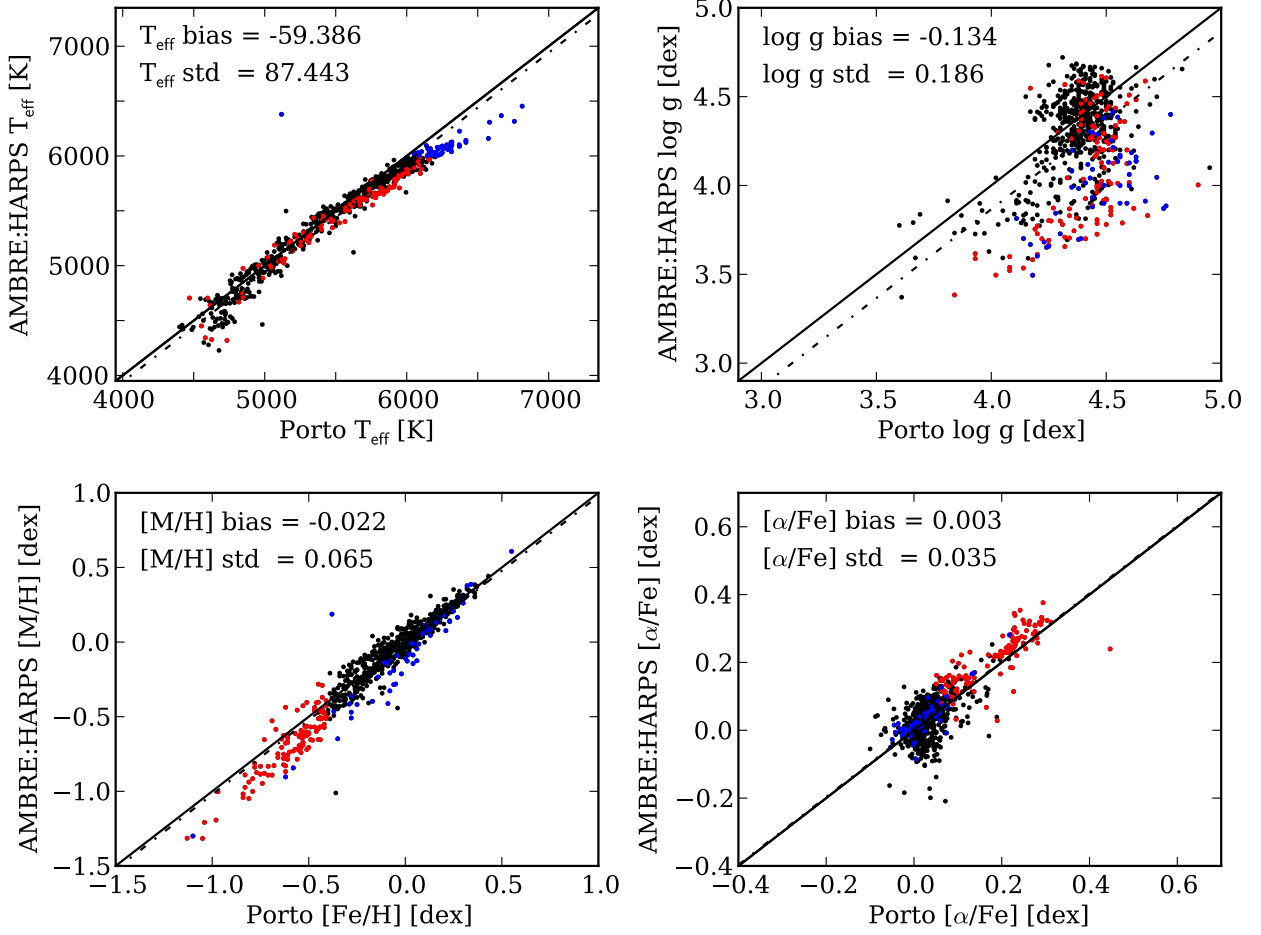 T_eff bias = -59.386
T_eff std = 87.443
AMBRE:HARPS T_eff [K]
7000
6000
5000
4000
4000 5000 6000 7000
Porto T_eff [K]
log g bias = -0.134
log g std = 0.186
AMBRE:HARPS log g [dex]
5.0
4.5
4.0
3.5
3.0
3.0 3.5 4.0 4.5 5.0
Porto log g [dex]
[M/H] bias = -0.022
[M/H] std = 0.065
AMBRE:HARPS [M/H] [dex]
1.0
0.5
0.0
−0.5
−1.0
−1.5
−1.5 −1.0 −0.5 0.0 0.5 1.0
Porto [Fe/H] [dex]
[α/Fe] bias = 0.003
[α/Fe] std = 0.035
AMBRE:HARPS [α/Fe] [dex]
0.6
0.4
0.2
0.0
−0.2
−0.4
−0.4 −0.2 0.0 0.2 0.4 0.6
Porto [α/Fe] [dex]